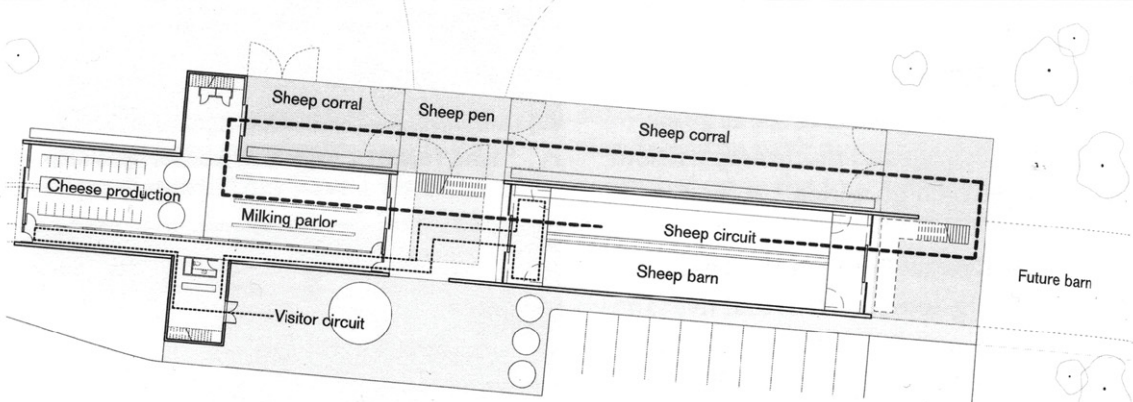 Sheep corral
Sheep pen
Sheep corral
Cheese production
Milking parlor
Sheep circuit
Sheep barn
Future barn
Visitor circuit